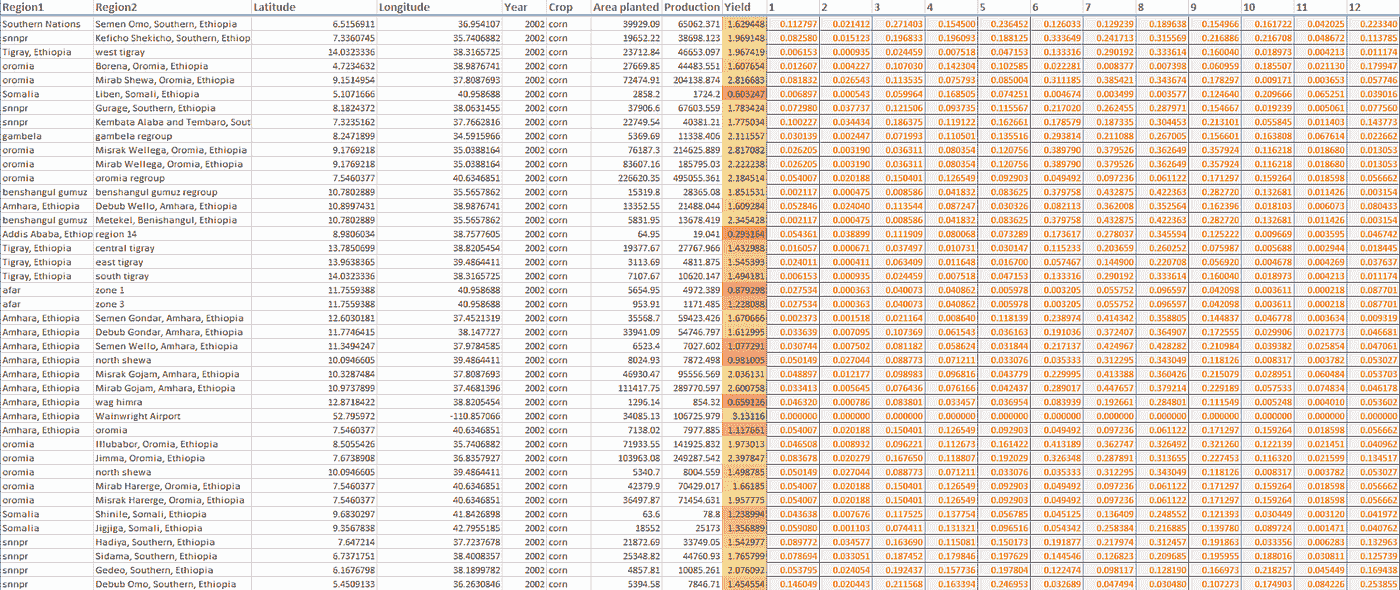 Region1 Region2 Latitude Longitude Year Crop Area planted Production Yield 1 2 3 4 5 6 7 8 9 10 11 12
Southern Nations Semen Omo, Southern, Ethiopia 6.5156911 36.954107 2002 corn 39929.09 65062.371 1.629448 0.112797 0.021412 0.271403 0.154500 0.236452 0.126033 0.129239 0.189638 0.154966 0.161722 0.042025 0.223340
snnpr Keficho Shekicho, Southern, Ethiop 7.3360745 35.7406882 2002 corn 19652.22 38698.123 1.969148 0.082580 0.015123 0.196833 0.196093 0.188125 0.333649 0.241713 0.315569 0.216886 0.216708 0.048672 0.113785
Tigray, Ethiopia west tigray 14.0323336 38.3165725 2002 corn 23712.84 46653.097 1.967419 0.006153 0.000935 0.024459 0.007518 0.047153 0.133316 0.290192 0.333614 0.160040 0.018973 0.004213 0.011174
oromia Borena, Oromia, Ethiopia 4.7234632 38.9876741 2002 corn 27669.85 44483.551 1.607654 0.012607 0.004227 0.107030 0.142304 0.102585 0.022281 0.008377 0.007398 0.060959 0.185507 0.021130 0.179947
oromia Mirab Shewa, Oromia, Ethiopia 9.1514954 37.8087693 2002 corn 72474.91 204138.874 2.816683 0.081832 0.026543 0.113535 0.075793 0.085004 0.311185 0.385421 0.343674 0.178297 0.009171 0.003653 0.057746
Somalia Liben, Somali, Ethiopia 5.1071666 40.958688 2002 corn 2858.2 1724.2 0.603247 0.006897 0.000543 0.059964 0.168505 0.074251 0.004674 0.003499 0.003577 0.124640 0.209666 0.065251 0.039016
snnpr Gurage, Southern, Ethiopia 8.1824372 38.0963805 2002 corn 37906.6 67603.559 1.783424 0.072980 0.037737 0.121506 0.093735 0.115567 0.217020 0.262455 0.287971 0.154667 0.019239 0.005061 0.077560
snnpr Kembata Alaba and Tembaro, Sout 7.3235162 37.7662816 2002 corn 22749.54 40381.21 1.775034 0.100227 0.034434 0.186375 0.119122 0.162661 0.178579 0.187335 0.304453 0.213101 0.055845 0.011403 0.143773
gambela gambela regroup 8.2471899 34.5915966 2002 corn 5369.69 11338.406 2.111557 0.030139 0.002447 0.071993 0.110501 0.135516 0.293814 0.211088 0.267005 0.156601 0.163808 0.067614 0.022662
oromia Misrak Wellega, Oromia, Ethiopia 9.1769218 35.0388164 2002 corn 76187.3 214625.889 2.817082 0.026205 0.003190 0.036311 0.080354 0.120756 0.389790 0.379526 0.362649 0.357924 0.116218 0.018680 0.013053
oromia Mirab Wellega, Oromia, Ethiopia 9.1769218 35.0388164 2002 corn 83607.16 185795.03 2.222238 0.026205 0.003190 0.036311 0.080354 0.120756 0.389790 0.379526 0.362649 0.357924 0.116218 0.018680 0.013053
oromia oromia regroup 7.5460377 40.6346851 2002 corn 226620.35 495055.361 2.184514 0.054007 0.020188 0.150401 0.126549 0.092903 0.049492 0.097236 0.061122 0.171297 0.159264 0.018598 0.056662
benshangul gumuz benshangul gumuz regroup 10.7802889 35.5657862 2002 corn 15319.8 28365.08 1.851531 0.002117 0.000475 0.008586 0.041832 0.083625 0.379758 0.432875 0.422363 0.282720 0.132681 0.011426 0.003154
Amhara, Ethiopia Debub Wello, Amhara, Ethiopia 10.8997431 38.9876741 2002 corn 13352.55 21488.044 1.609284 0.052846 0.024040 0.113544 0.087247 0.030326 0.082113 0.362008 0.352564 0.162396 0.018103 0.006073 0.080433
benshangul gumuz Metekel, Benishangul, Ethiopia 10.7802889 35.5657862 2002 corn 5831.95 13678.419 2.345428 0.002117 0.000475 0.008586 0.041832 0.083625 0.379758 0.432875 0.422363 0.282720 0.132681 0.011426 0.003154
Addis Ababa, Ethiop region 14 8.9806034 38.7577605 2002 corn 64.95 19.041 0.293164 0.054361 0.038899 0.111909 0.080068 0.073289 0.173617 0.278037 0.345594 0.125222 0.009669 0.003595 0.046742
Tigray, Ethiopia central tigray 13.7850699 38.8205454 2002 corn 19377.67 27767.966 1.432988 0.016057 0.000671 0.037497 0.010731 0.030147 0.115233 0.203659 0.260252 0.075987 0.005688 0.002944 0.018445
Tigray, Ethiopia east tigray 13.9638365 39.4864411 2002 corn 3113.69 4811.875 1.545393 0.024011 0.000411 0.063409 0.011648 0.016700 0.057467 0.144900 0.220708 0.056920 0.004678 0.004269 0.037637
Tigray, Ethiopia south tigray 14.0323336 38.3165725 2002 corn 7107.67 10620.147 1.494181 0.006153 0.000935 0.024459 0.007518 0.047153 0.133316 0.290192 0.333614 0.160040 0.018973 0.004213 0.011174
afar zone 1 11.7559388 40.958688 2002 corn 5654.95 4972.389 0.879298 0.027534 0.000363 0.040073 0.040862 0.005978 0.003205 0.055752 0.096595 0.042098 0.003611 0.000218 0.087701
afar zone 3 11.7559388 40.958688 2002 corn 953.91 1171.485 1.228088 0.027534 0.000363 0.040073 0.040862 0.005978 0.003205 0.055752 0.096595 0.042098 0.003611 0.000218 0.087701
Amhara, Ethiopia Semen Gondar, Amhara, Ethiopia 12.6030181 37.4521319 2002 corn 35568.7 59423.426 1.670666 0.002373 0.001518 0.021164 0.008640 0.118139 0.238974 0.414342 0.358805 0.144837 0.046778 0.003634 0.009319
Amhara, Ethiopia Debub Gondar, Amhara, Ethiopia 11.7746415 38.147727 2002 corn 33941.09 54746.797 1.612995 0.033639 0.007095 0.107369 0.061543 0.036163 0.191036 0.372407 0.364907 0.172555 0.029906 0.021773 0.046681
Amhara, Ethiopia Semen Wello, Amhara, Ethiopia 11.3494247 37.9784585 2002 corn 6523.4 7027.602 1.077291 0.030744 0.007502 0.081182 0.058624 0.031844 0.217137 0.424967 0.428282 0.210984 0.039382 0.025854 0.047061
Amhara, Ethiopia north shewa 10.0946605 39.4864411 2002 corn 8024.93 7872.498 0.981005 0.050149 0.027044 0.088773 0.071211 0.033076 0.035333 0.312295 0.343049 0.118126 0.008317 0.003782 0.053027
Amhara, Ethiopia Misrak Gojam, Amhara, Ethiopia 10.3287484 37.8087693 2002 corn 46930.47 95556.569 2.036131 0.048897 0.012177 0.098983 0.096816 0.043779 0.229995 0.413388 0.360426 0.215079 0.028951 0.060484 0.053703
Amhara, Ethiopia Mirab Gojam, Amhara, Ethiopia 10.9737899 37.4681396 2002 corn 111417.75 289770.597 2.600758 0.033413 0.005645 0.076436 0.076166 0.042437 0.289017 0.447657 0.379214 0.229188 0.057533 0.074834 0.046178
Amhara, Ethiopia wag himra 12.8718422 38.8205454 2002 corn 1296.14 854.32 0.659126 0.046320 0.000786 0.083801 0.033457 0.036954 0.083939 0.192661 0.284801 0.111549 0.005248 0.004010 0.053602
Amhara, Ethiopia Wainwright Airport 52.795972 -110.857066 2002 corn 34085.13 106725.979 3.13116 0.000000 0.000000 0.000000 0.000000 0.000000 0.000000 0.000000 0.000000 0.000000 0.000000 0.000000 0.000000
Amhara, Ethiopia oromia 7.5460377 40.6346851 2002 corn 7138.02 7977.885 1.117661 0.054007 0.020188 0.150401 0.126549 0.092903 0.049492 0.097236 0.061122 0.171297 0.159264 0.018598 0.056662
oromia Illubabor, Oromia, Ethiopia 8.5055426 35.7406882 2002 corn 71933.55 141925.832 1.973013 0.046508 0.008932 0.096221 0.112673 0.161422 0.413189 0.362747 0.326969 0.321260 0.122139 0.021451 0.040962
oromia Jimma, Oromia, Ethiopia 7.6738908 36.8357927 2002 corn 103963.08 249287.542 2.397847 0.083678 0.020279 0.167650 0.118807 0.192029 0.326348 0.287891 0.313655 0.227453 0.116320 0.021599 0.134517
oromia north shewa 10.0946605 39.4864411 2002 corn 5340.7 8004.559 1.498785 0.050149 0.027044 0.088773 0.071211 0.033076 0.035333 0.312295 0.343049 0.118126 0.008317 0.003782 0.053027
oromia Mirab Harerge, Oromia, Ethiopia 7.5460377 40.6346851 2002 corn 42379.9 70429.017 1.66185 0.054007 0.020188 0.150401 0.126549 0.092903 0.049492 0.097236 0.061122 0.171297 0.159264 0.018598 0.056662
oromia Misrak Harerge, Oromia, Ethiopia 7.5460377 40.6346851 2002 corn 36497.87 71454.631 1.957775 0.054007 0.020188 0.150401 0.126549 0.092903 0.049492 0.097236 0.061122 0.171297 0.159264 0.018598 0.056662
Somalia Shinile, Somali, Ethiopia 9.6830297 41.8426898 2002 corn 63.6 78.8 1.238994 0.043638 0.007676 0.117525 0.137754 0.056785 0.045125 0.136409 0.248552 0.121393 0.030449 0.003120 0.041972
Somalia Jigjiga, Somali, Ethiopia 9.3567838 42.7955185 2002 corn 18552 25173 1.356889 0.059080 0.001103 0.074411 0.131321 0.096516 0.054342 0.258384 0.216885 0.139780 0.089724 0.001471 0.040762
snnpr Hadiya, Southern, Ethiopia 7.647214 37.7237678 2002 corn 21872.69 33749.05 1.542977 0.089772 0.034577 0.163690 0.115081 0.150173 0.191877 0.217974 0.312457 0.191863 0.033356 0.006283 0.132963
snnpr Sidama, Southern, Ethiopia 6.7371751 38.4008357 2002 corn 25348.82 44760.93 1.765799 0.078694 0.033051 0.187452 0.179846 0.197629 0.144546 0.126823 0.209685 0.195955 0.188016 0.030811 0.125739
snnpr Gedeo, Southern, Ethiopia 6.1676798 38.1899782 2002 corn 4857.81 10085.261 2.076092 0.053795 0.024054 0.192437 0.157736 0.197804 0.122474 0.098117 0.128190 0.166973 0.218257 0.045449 0.169438
snnpr Debub Omo, Southern, Ethiopia 5.4509133 36.2630846 2002 corn 5394.58 7846.71 1.454554 0.146049 0.020443 0.211568 0.163394 0.246953 0.032689 0.047494 0.030480 0.107273 0.174903 0.084226 0.253855